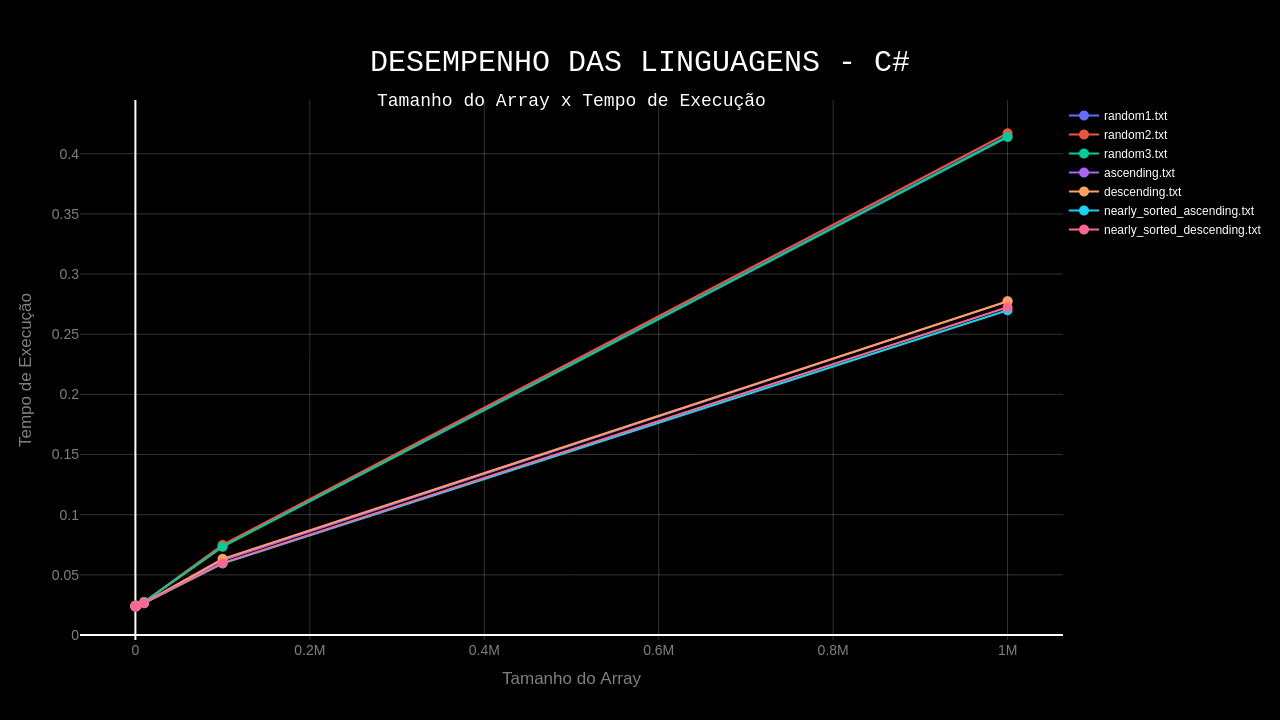 DESEMPENHO DAS LINGUAGENS - C#
Tamanho do Array x Tempo de Execução
random1.txt
random2.txt
random3.txt
ascending.txt
descending.txt
nearly_sorted_ascending.txt
nearly_sorted_descending.txt
Tempo de Execução
0.4
0.35
0.3
0.25
0.2
0.15
0.1
0.05
0
0 0.2M 0.4M 0.6M 0.8M 1M
Tamanho do Array